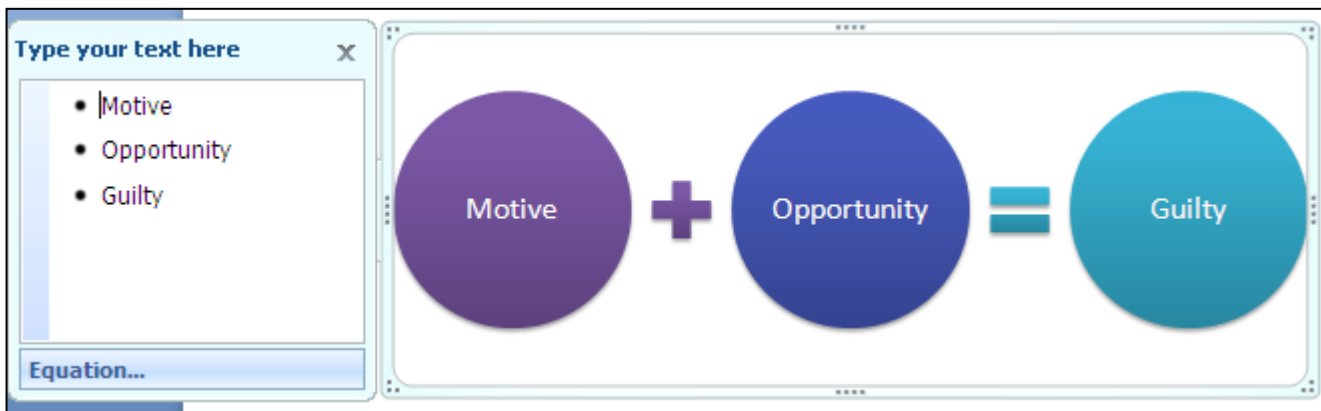 Type your text here
x
• Motive
• Opportunity
• Guilty
Equation...
Motive + Opportunity = Guilty